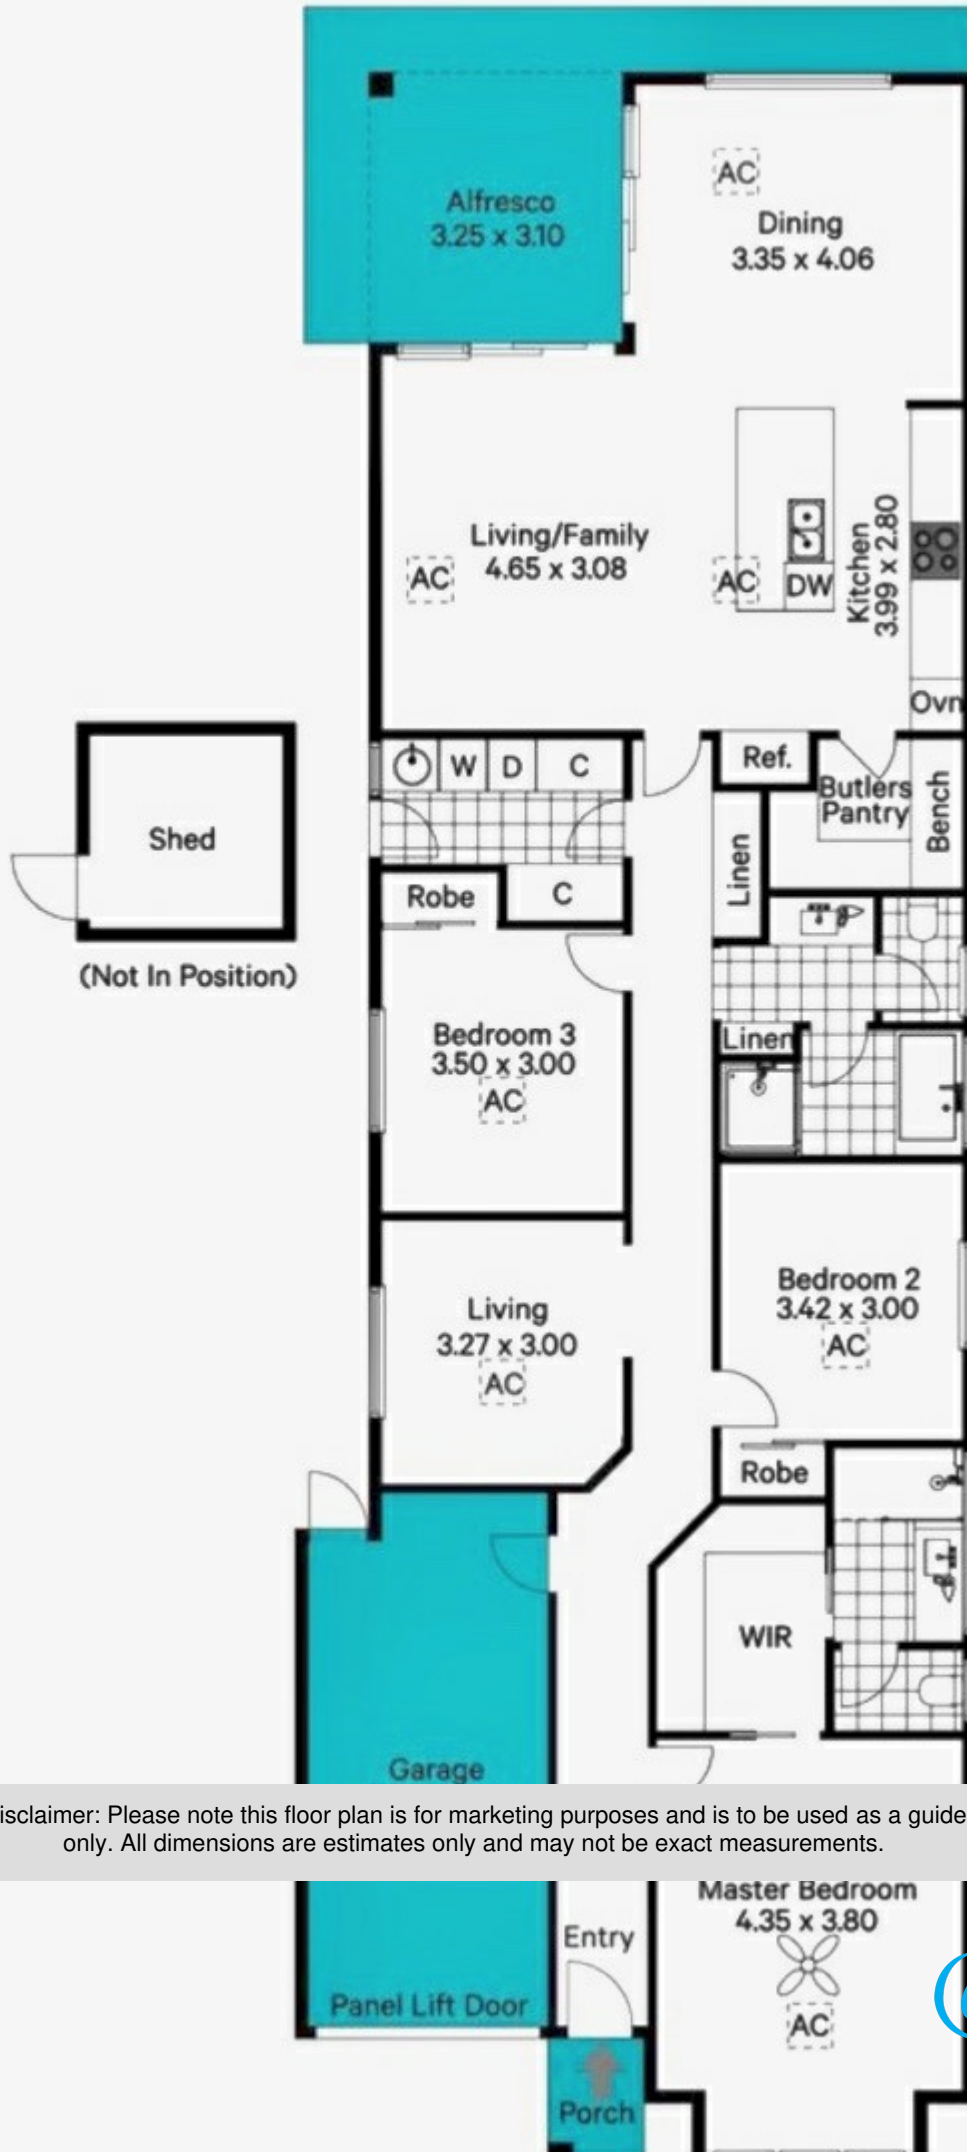 Alfresco
3.25 x 3.10
AC
Dining
3.35 x 4.06
Living/Family
4.65 x 3.08
AC
AC
DW
Kitchen
3.99 x 2.80
Ovn
W
D
C
Ref.
Butlers
Pantry
Bench
Linen
Shed
(Not In Position)
Robe
C
Bedroom 3
3.50 x 3.00
AC
Linen
Living
3.27 x 3.00
AC
Bedroom 2
3.42 x 3.00
AC
Robe
WIR
Garage
isclaimer: Please note this floor plan is for marketing purposes and is to be used as a guide
only. All dimensions are estimates only and may not be exact measurements.
Master Bedroom
4.35 x 3.80
AC
Entry
Panel Lift Door
Porch